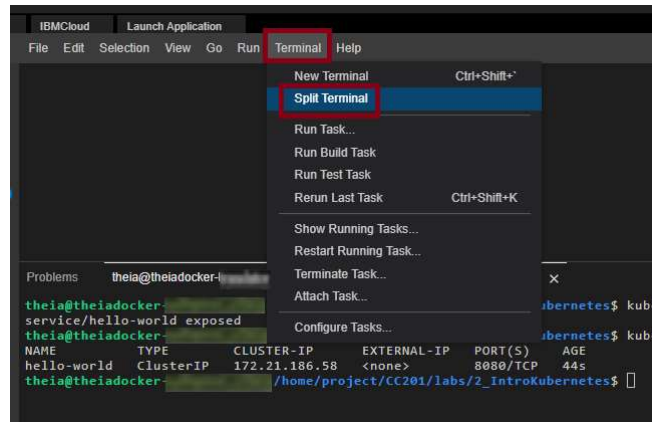 IBMCloud Launch Application
File Edit Selection View Go Run Terminal Help
New Terminal Ctrl+Shift+`
Split Terminal
Run Task...
Run Build Task
Run Test Task
Rerun Last Task Ctrl+Shift+K
Show Running Tasks...
Restart Running Task...
Terminate Task...
Attach Task...
Configure Tasks...
Problems theia@theiadocker- ×
theia@theiadocker- ubernetes$ kub
service/hello-world exposed
theia@theiadocker- ubernetes$ kub
NAME TYPE CLUSTER-IP EXTERNAL-IP PORT(S) AGE
hello-world ClusterIP 172.21.186.58 <none> 8080/TCP 44s
theia@theiadocker- /home/project/CC201/labs/2_IntroKubernetes$